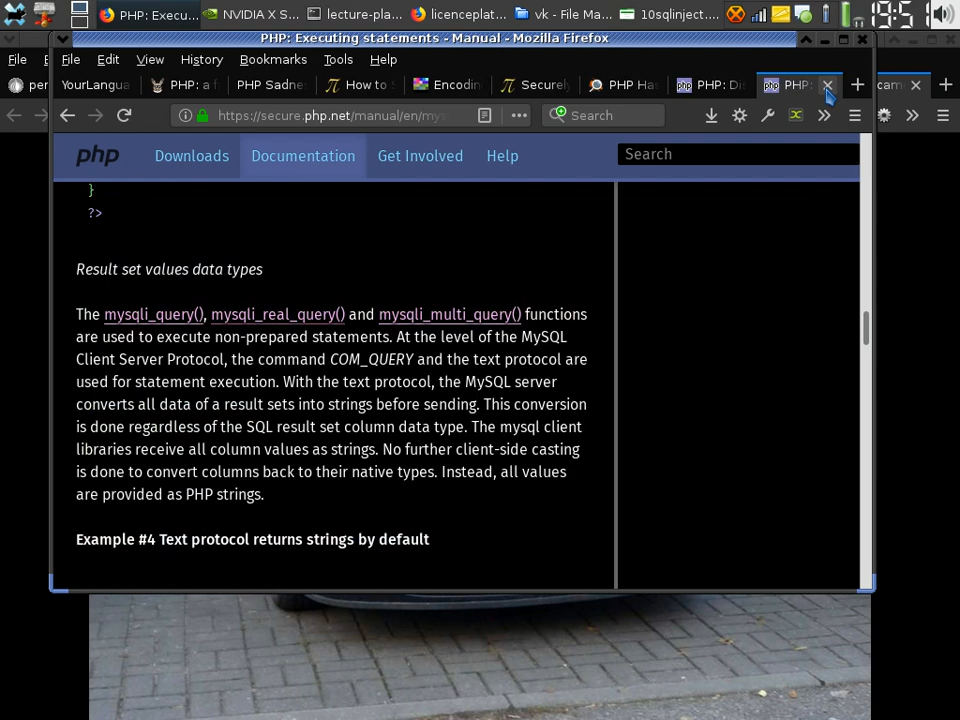 PHP: Execu...
NVIDIA X S...
lecture-pla...
licenceplat...
vk - File Ma...
10sqlinject....
19:51
PHP: Executing statements - Manual - Mozilla Firefox
File
File Edit View History Bookmarks Tools Help
per
YourLangua
PHP: a f
PHP Sadne
How to
Encodin
Securel
PHP Ha
PHP: Di
PHP:
cam
https://secure.php.net/manual/en/mys
Search
php Downloads Documentation Get Involved Help Search
}
?>
Result set values data types
The mysqli_query(), mysqli_real_query() and mysqli_multi_query() functions
are used to execute non-prepared statements. At the level of the MySQL
Client Server Protocol, the command COM_QUERY and the text protocol are
used for statement execution. With the text protocol, the MySQL server
converts all data of a result sets into strings before sending. This conversion
is done regardless of the SQL result set column data type. The mysql client
libraries receive all column values as strings. No further client-side casting
is done to convert columns back to their native types. Instead, all values
are provided as PHP strings.
Example #4 Text protocol returns strings by default